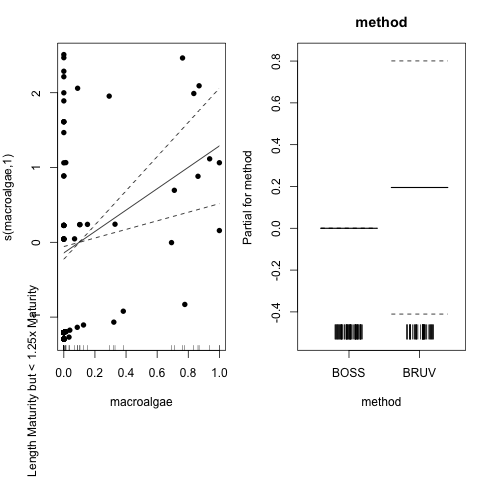 method
s(macroalgae,1)
-1
0
1
2
0.0 0.2 0.4 0.6 0.8 1.0
macroalgae
Length Maturity but < 1.25x Maturity
Partial for method
-0.4
-0.2
0.0
0.2
0.4
0.6
0.8
BOSS BRUV
method